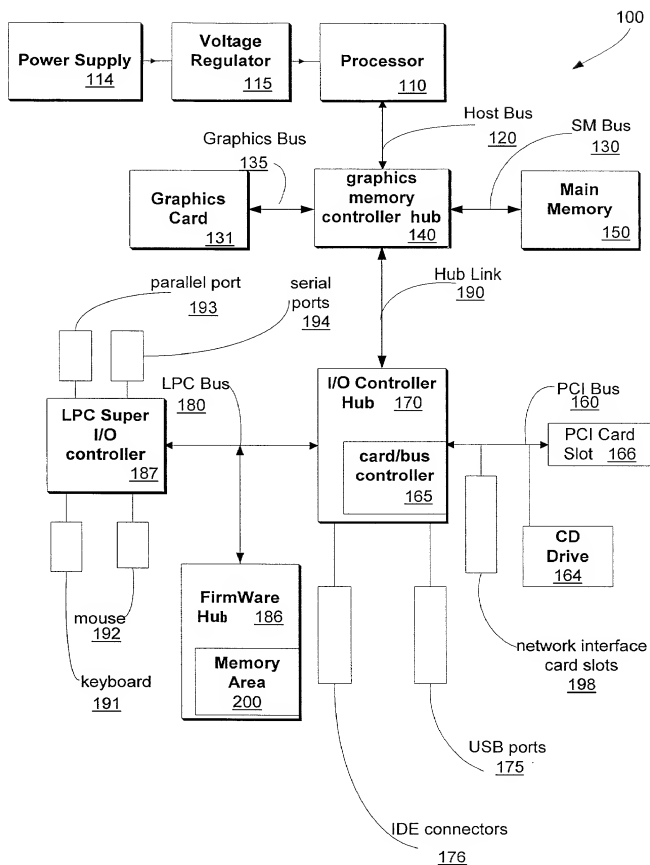 100
Power Supply
114
Voltage
Regulator
115
Processor
110
Host Bus
120
SM Bus
130
Graphics Bus
135
Graphics
Card
131
graphics
memory
controller hub
140
Main
Memory
150
Hub Link
190
parallel port
193
serial
ports
194
LPC Bus
180
LPC Super
I/O
controller
187
I/O Controller
Hub 170
card/bus
controller
165
PCI Bus
160
PCI Card
Slot 166
CD
Drive
164
FirmWare
Hub 186
Memory
Area
200
mouse
192
keyboard
191
network interface
card slots
198
USB ports
175
IDE connectors
176